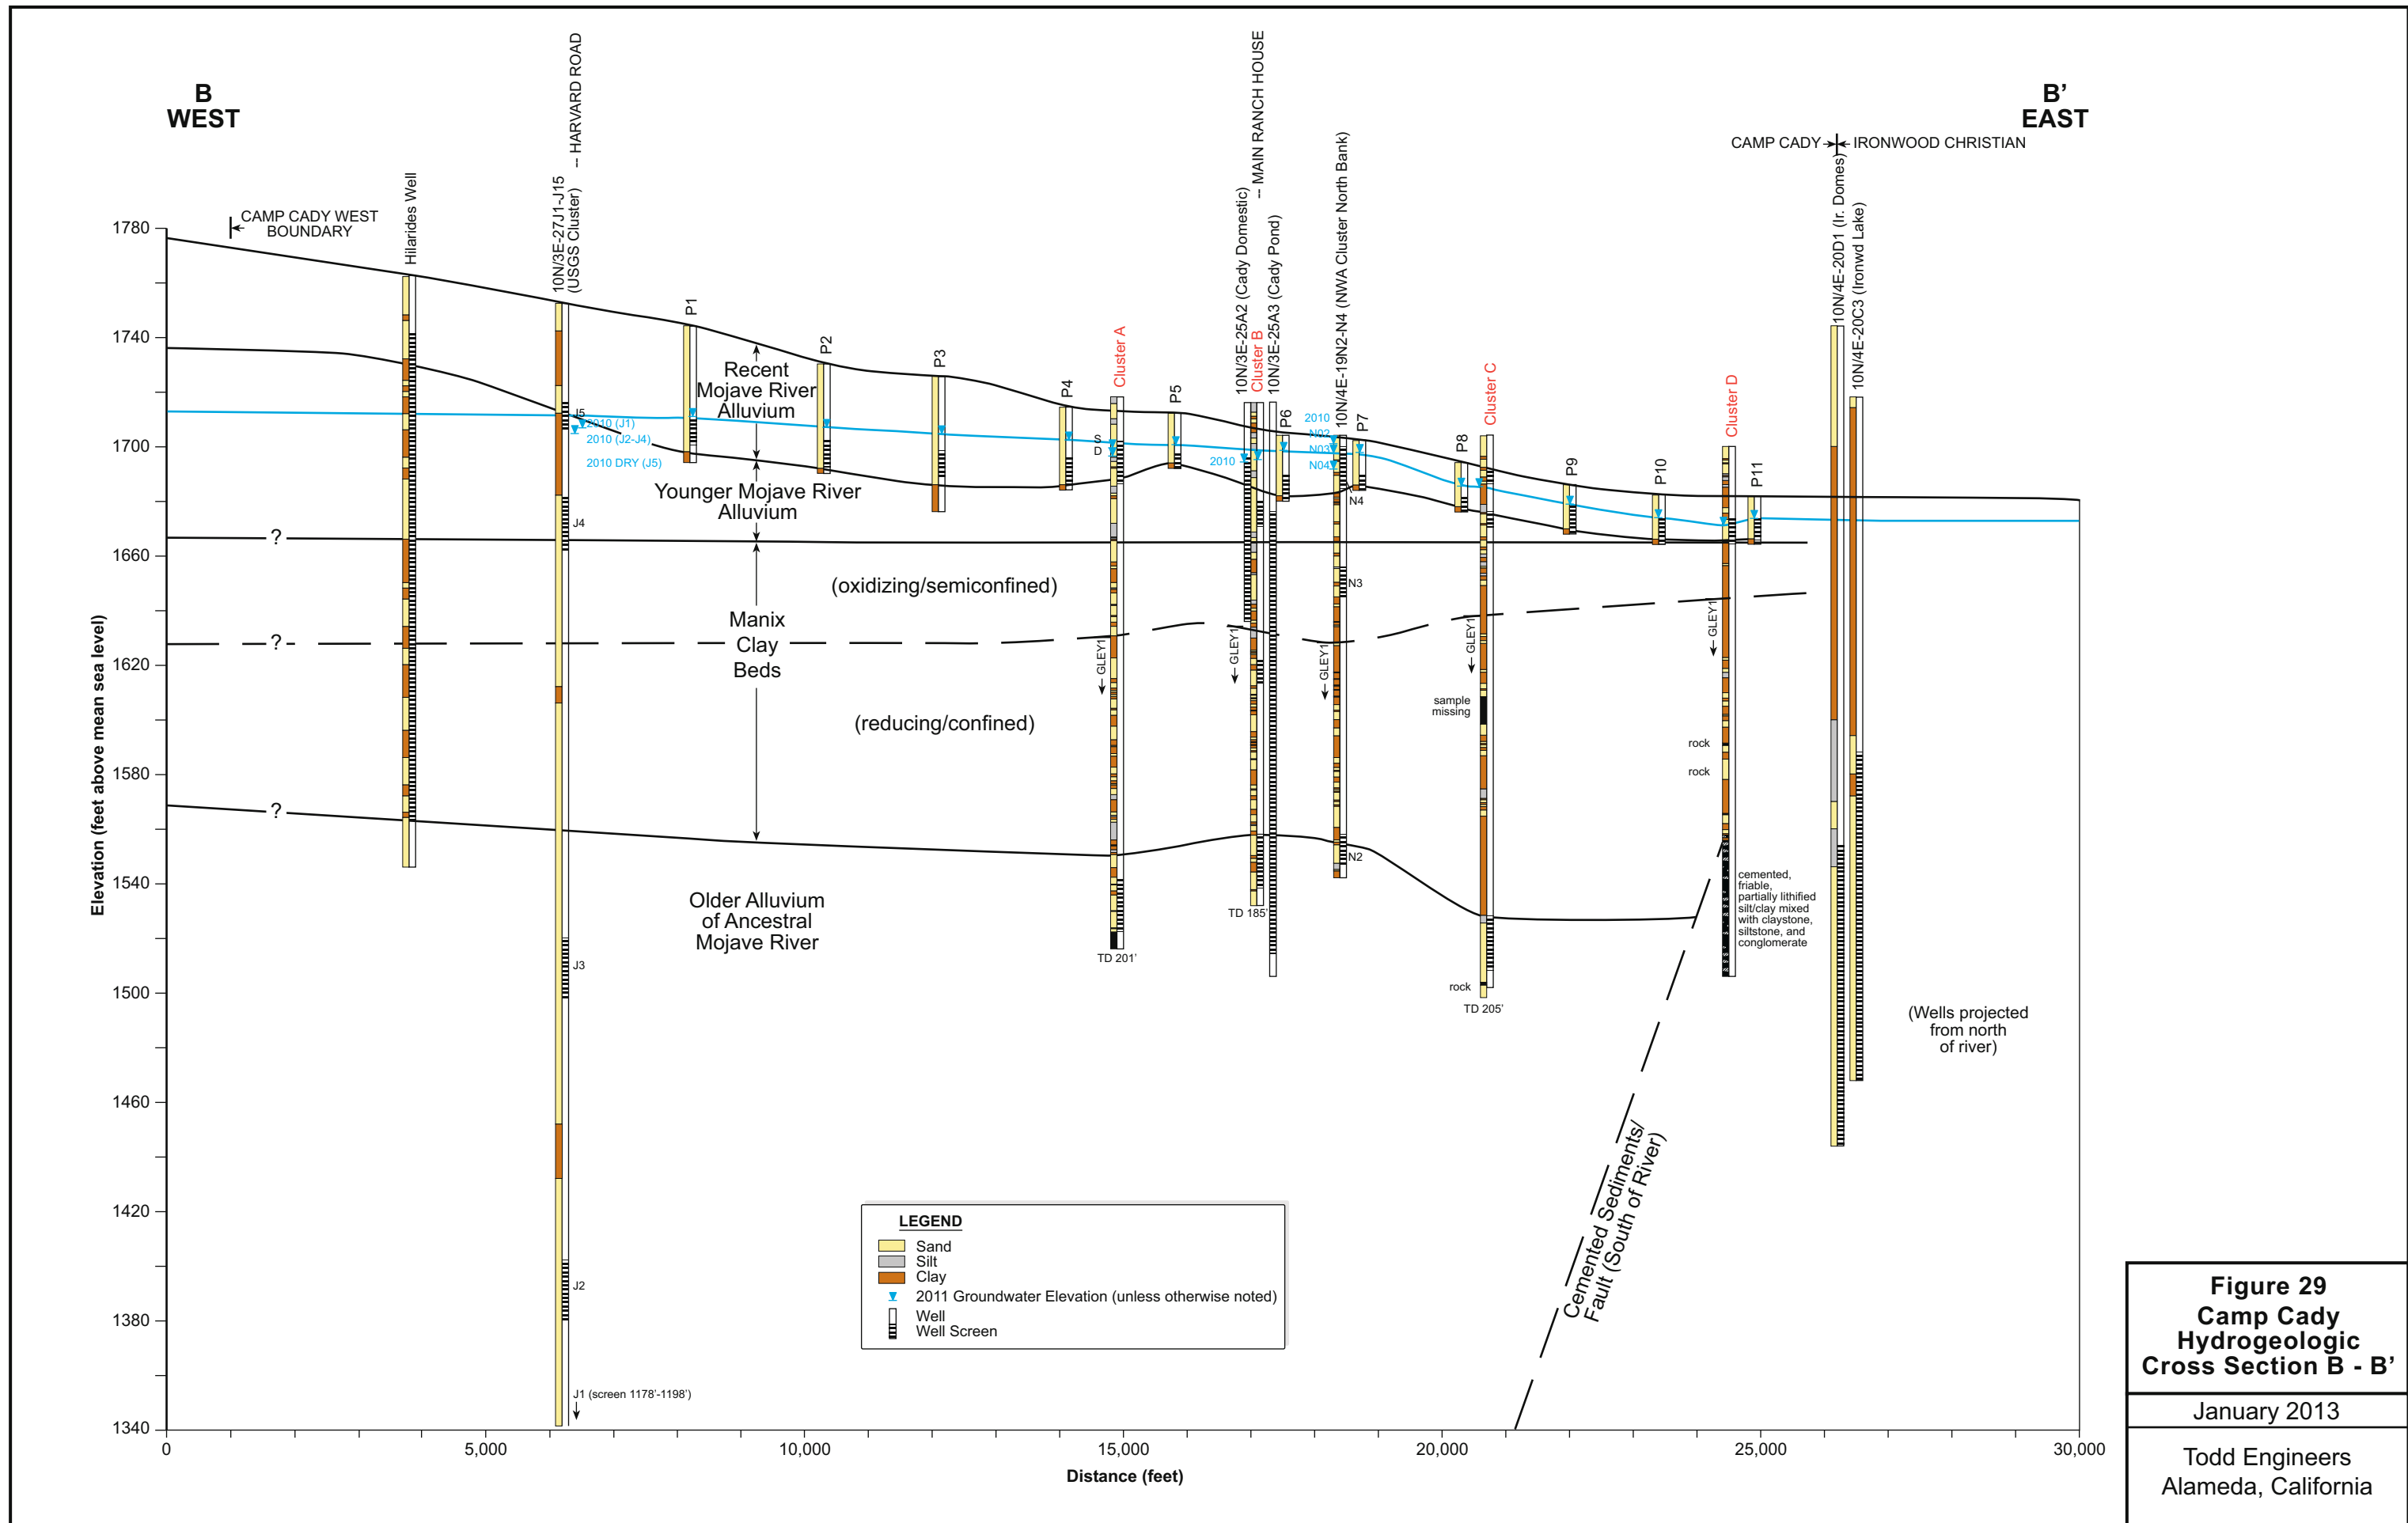 B
WEST
B’
EAST
-- HARVARD ROAD
-- MAIN RANCH HOUSE
CAMP CADY
IRONWOOD CHRISTIAN
CAMP CADY WEST
BOUNDARY
Hilarides Well
10N/3E-27J1-J15
(USGS Cluster)
P1
P2
P3
P4
Cluster A
P5
10N/3E-25A2 (Cady Domestic)
Cluster B
10N/3E-25A3 (Cady Pond)
P6
10N/4E-19N2-N4 (NWA Cluster North Bank)
P7
P8
Cluster C
P9
P10
Cluster D
P11
10N/4E-20D1 (Ir. Domes)
10N/4E-20C3 (Ironwd Lake)
Elevation (feet above mean sea level)
1780
1740
1700
1660
1620
1580
1540
1500
1460
1420
1380
1340
Recent
Mojave River
Alluvium
Younger Mojave River
Alluvium
J5
2010 (J1)
2010 (J2-J4)
2010 DRY (J5)
J4
J3
J2
J1 (screen 1178’-1198’)
S
D
2010
2010
N02
N03
N04
N4
N3
N2
?
?
?
(oxidizing/semiconfined)
Manix
Clay
Beds
(reducing/confined)
GLEY1
GLEY1
GLEY1
GLEY1
GLEY1
sample
missing
rock
rock
rock
Older Alluvium
of Ancestral
Mojave River
TD 201’
TD 185’
TD 205’
cemented,
friable,
partially lithified
silt/clay mixed
with claystone,
siltstone, and
conglomerate
(Wells projected
from north
of river)
Cemented Sediments/
Fault (South of River)
LEGEND
Sand
Silt
Clay
2011 Groundwater Elevation (unless otherwise noted)
Well
Well Screen
0
5,000
10,000
15,000
20,000
25,000
30,000
Distance (feet)
Figure 29
Camp Cady
Hydrogeologic
Cross Section B - B’
January 2013
Todd Engineers
Alameda, California